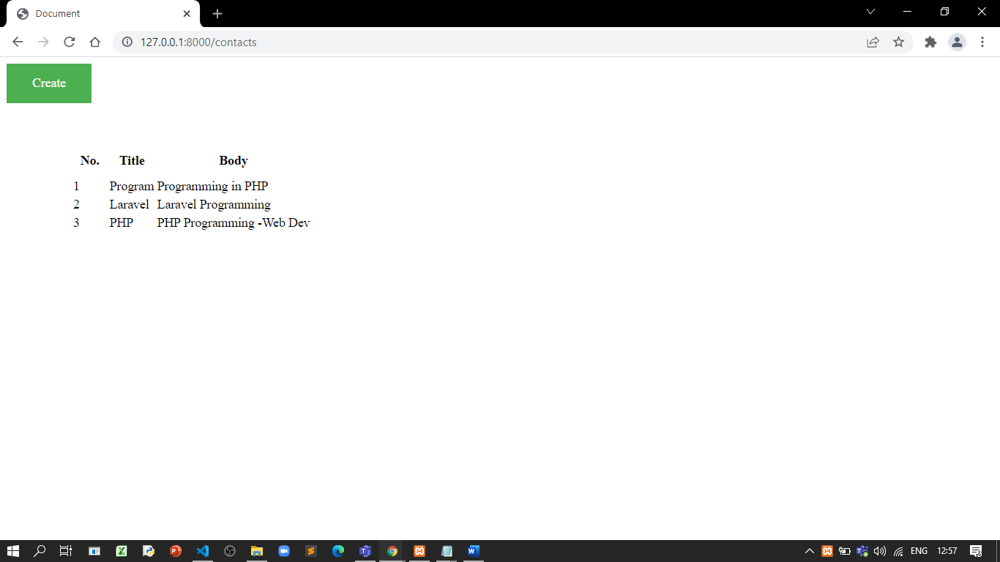 Document
127.0.0.1:8000/contacts
Create
No. Title Body
1 Program Programming in PHP
2 Laravel Laravel Programming
3 PHP PHP Programming -Web Dev
ENG 12:57